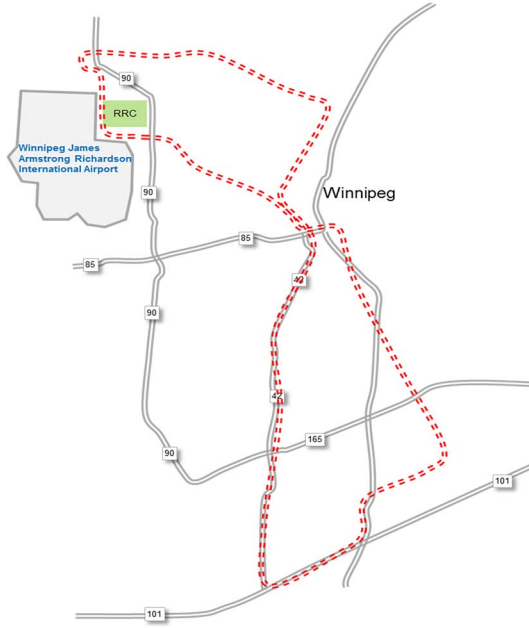 90
RRC
Winnipeg James
Armstrong Richardson
International Airport
90
Winnipeg
85
85
42
90
42
165
90
101
101